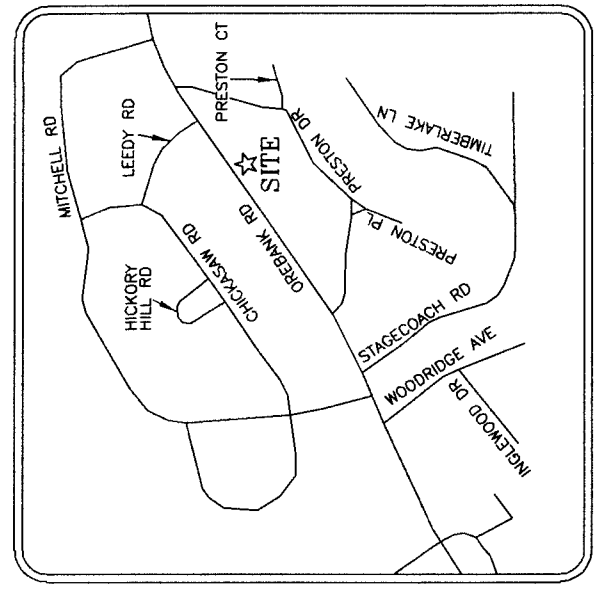 PRESTON CT
LEEDY RD
MITCHELL RD
SITE
PRESTON DR
TIMBERLAKE LN
OREBANK RD
CHICKASAW RD
HICKORY
HILL RD
PRESTON PL
STAGECOACH RD
WOODRIDGE AVE
INGLEWOOD DR